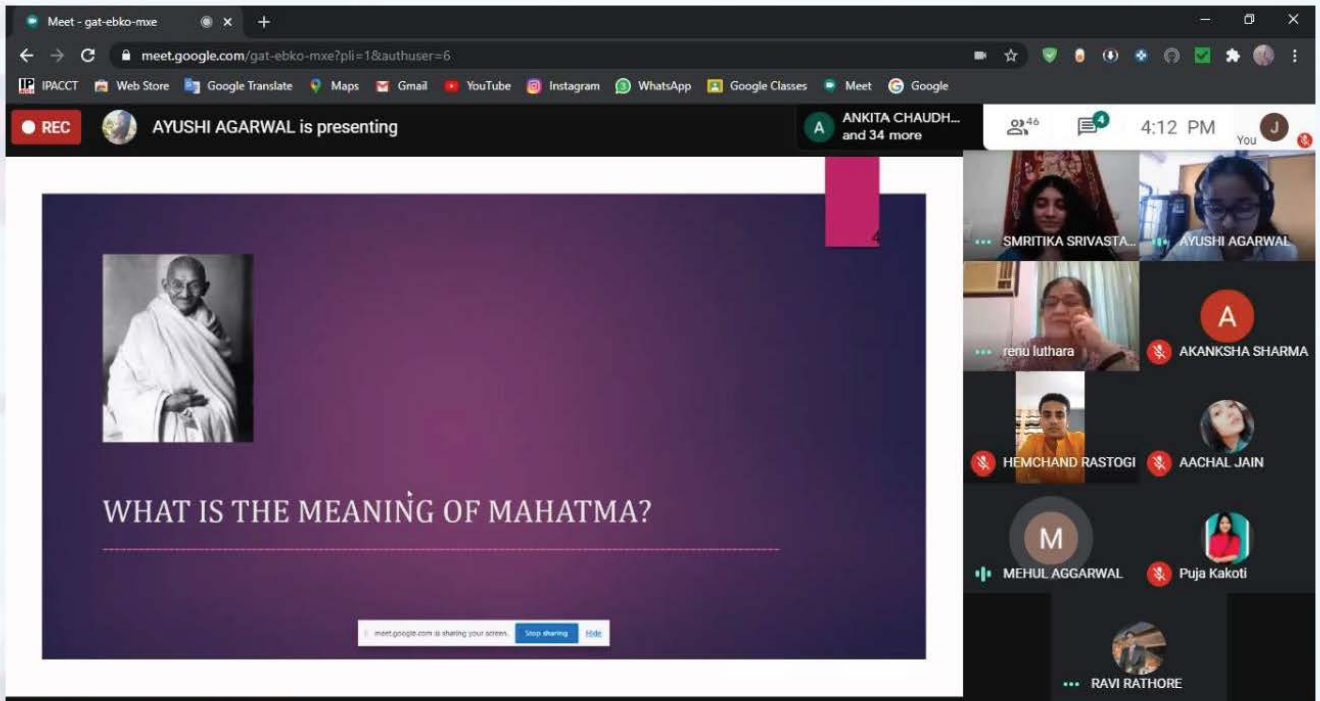 Meet - gat-ebko-mxe
meet.google.com/gat-ebko-mxe?pli=1&authuser=6
IPACCT Web Store Google Translate Maps Gmail YouTube Instagram WhatsApp Google Classes Meet Google
REC AYUSHI AGARWAL is presenting
A ANKITA CHAUDH...
and 34 more
46 4 4:12 PM You J
4
SMRITIKA SRIVASTA... AYUSHI AGARWAL
renu luthara A AKANKSHA SHARMA
HEMCHAND RASTOGI AACHAL JAIN
WHAT IS THE MEANING OF MAHATMA?
M
MEHUL AGGARWAL Puja Kakoti
meet.google.com is sharing your screen. Stop sharing Hide
RAVI RATHORE